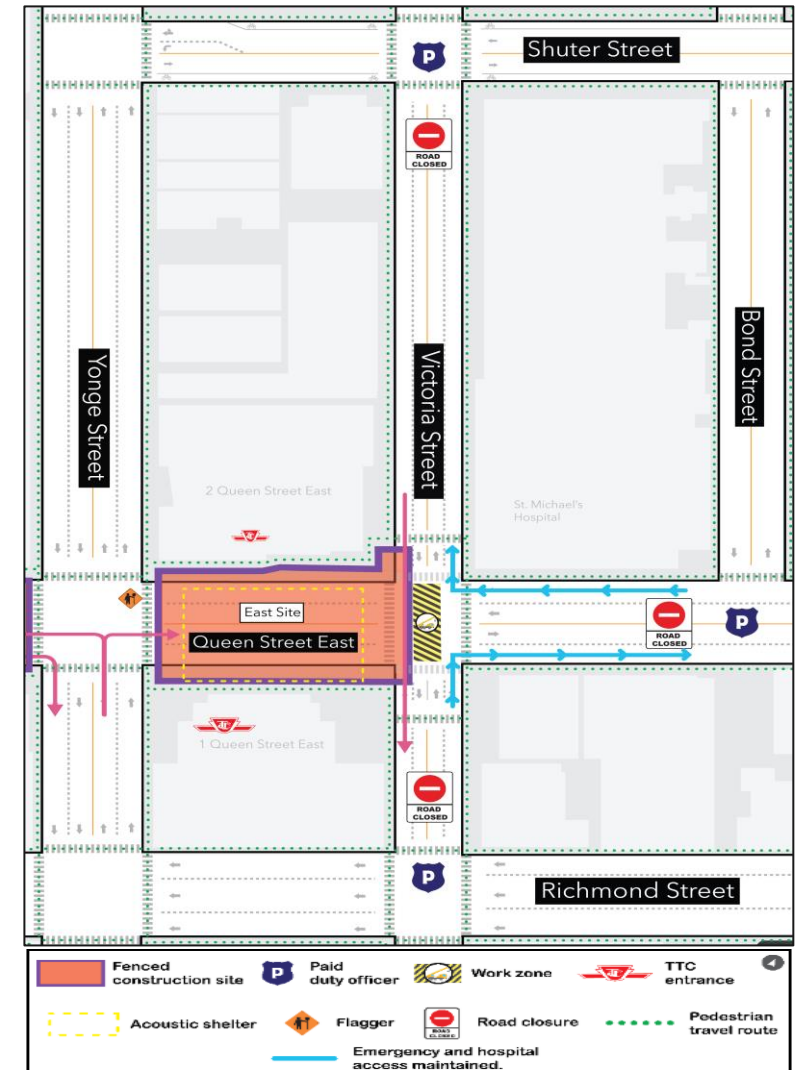 Shuter Street
P
ROAD
CLOSED
Yonge Street
Victoria Street
Bond Street
2 Queen Street East
St. Michael's
Hospital
East Site
Queen Street East
ROAD
CLOSED
P
1 Queen Street East
ROAD
CLOSED
P
Richmond Street
Fenced
construction site
P
Paid
duty officer
Work zone
TTC
entrance
Acoustic shelter
Flagger
ROAD
CLOSED
Road closure
Pedestrian
travel route
Emergency and hospital
access maintained.